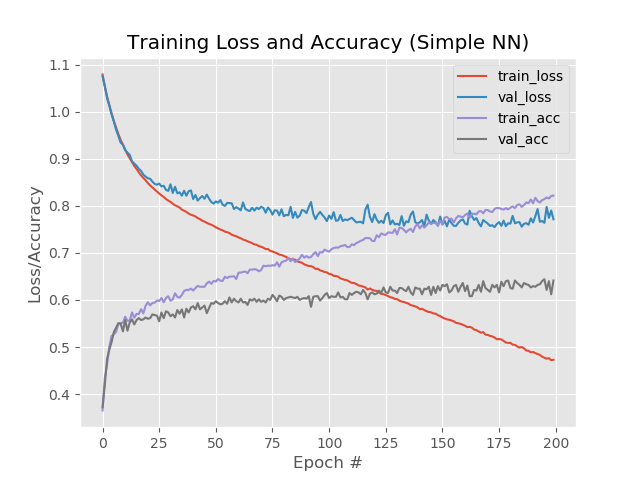 Training Loss and Accuracy (Simple NN)
1.1
1.0
0.9
0.8
0.7
0.6
0.5
0.4
Loss/Accuracy
train_loss
val_loss
train_acc
val_acc
0 25 50 75 100 125 150 175 200
Epoch #